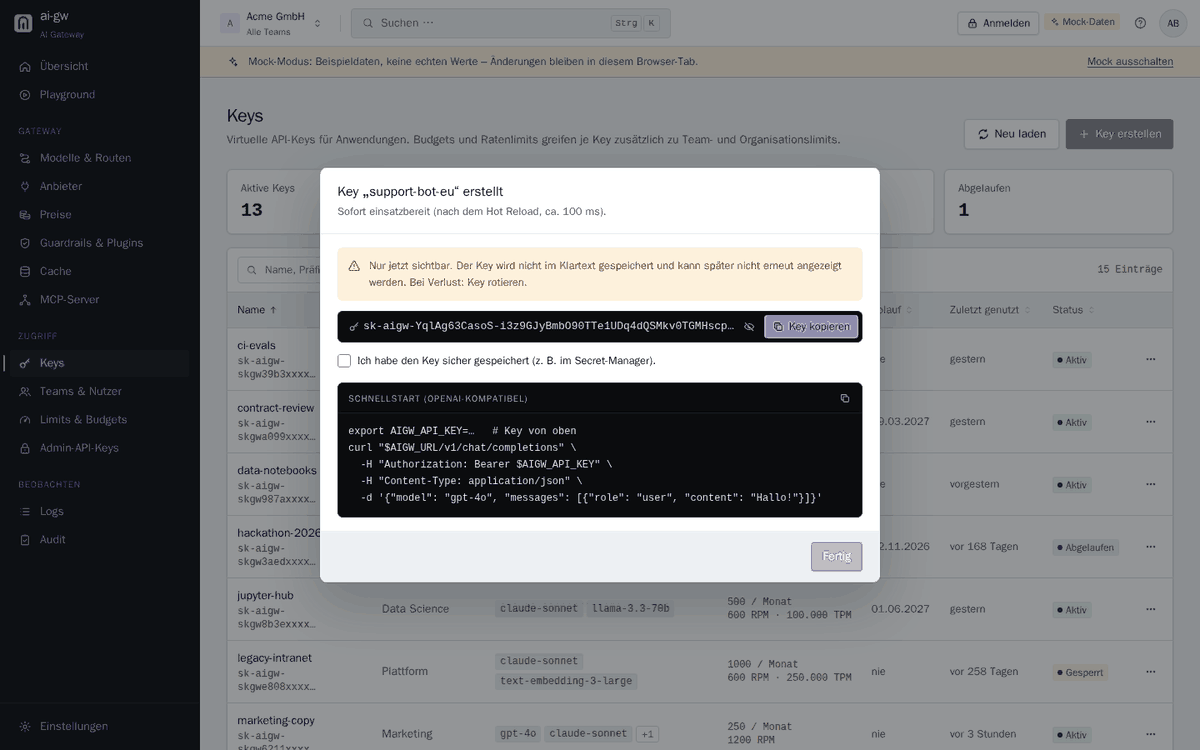 ai-gw
AI Gateway
Übersicht
Playground
GATEWAY
Modelle & Routen
Anbieter
Preise
Guardrails & Plugins
Cache
MCP-Server
ZUGRIFF
Keys
Teams & Nutzer
Limits & Budgets
Admin-API-Keys
BEOBACHTEN
Logs
Audit
Einstellungen
A
Acme GmbH
Alle Teams
Suchen ···
Strg K
Anmelden
Mock-Daten
AB
Mock-Modus: Beispieldaten, keine echten Werte – Änderungen bleiben in diesem Browser-Tab.
Mock ausschalten
Keys
Virtuelle API-Keys für Anwendungen. Budgets und Ratenlimits greifen je Key zusätzlich zu Team- und Organisationslimits.
Neu laden
Key erstellen
Aktive Keys
13
Abgelaufen
1
Name, Präfi
15 Einträge
Name ↑
blauf
Zuletzt genutzt
Status
ci-evals
sk-aigw-
skgw39b3xxxx…
e
gestern
Aktiv
contract-review
sk-aigw-
skgwa099xxxx…
9.03.2027
gestern
Aktiv
data-notebooks
sk-aigw-
skgw987axxxx…
e
vorgestern
Aktiv
hackathon-2026
sk-aigw-
skgw3aedxxxx…
2.11.2026
vor 168 Tagen
Abgelaufen
jupyter-hub
sk-aigw-
skgw8b3exxxx…
Data Science
claude-sonnet llama-3.3-70b
500 / Monat
600 RPM · 100.000 TPM
01.06.2027
gestern
Aktiv
legacy-intranet
sk-aigw-
skgwe808xxxx…
Plattform
claude-sonnet
text-embedding-3-large
1000 / Monat
600 RPM · 250.000 TPM
nie
vor 258 Tagen
Gesperrt
marketing-copy
sk-aigw-
skgw6211xxxx…
Marketing
gpt-4o claude-sonnet +1
250 / Monat
1200 RPM
nie
vor 3 Stunden
Aktiv
Key „support-bot-eu“ erstellt
Sofort einsatzbereit (nach dem Hot Reload, ca. 100 ms).
Nur jetzt sichtbar. Der Key wird nicht im Klartext gespeichert und kann später nicht erneut angezeigt
werden. Bei Verlust: Key rotieren.
sk-aigw-YqlAg63CasoS-i3z9GJyBmbO90TTe1UDq4dQSMkv0TGMHscp…
Key kopieren
Ich habe den Key sicher gespeichert (z. B. im Secret-Manager).
SCHNELLSTART (OPENAI-KOMPATIBEL)
export AIGW_API_KEY=…   # Key von oben
curl "$AIGW_URL/v1/chat/completions" \
  -H "Authorization: Bearer $AIGW_API_KEY" \
  -H "Content-Type: application/json" \
  -d '{"model": "gpt-4o", "messages": [{"role": "user", "content": "Hallo!"}]}'
Fertig